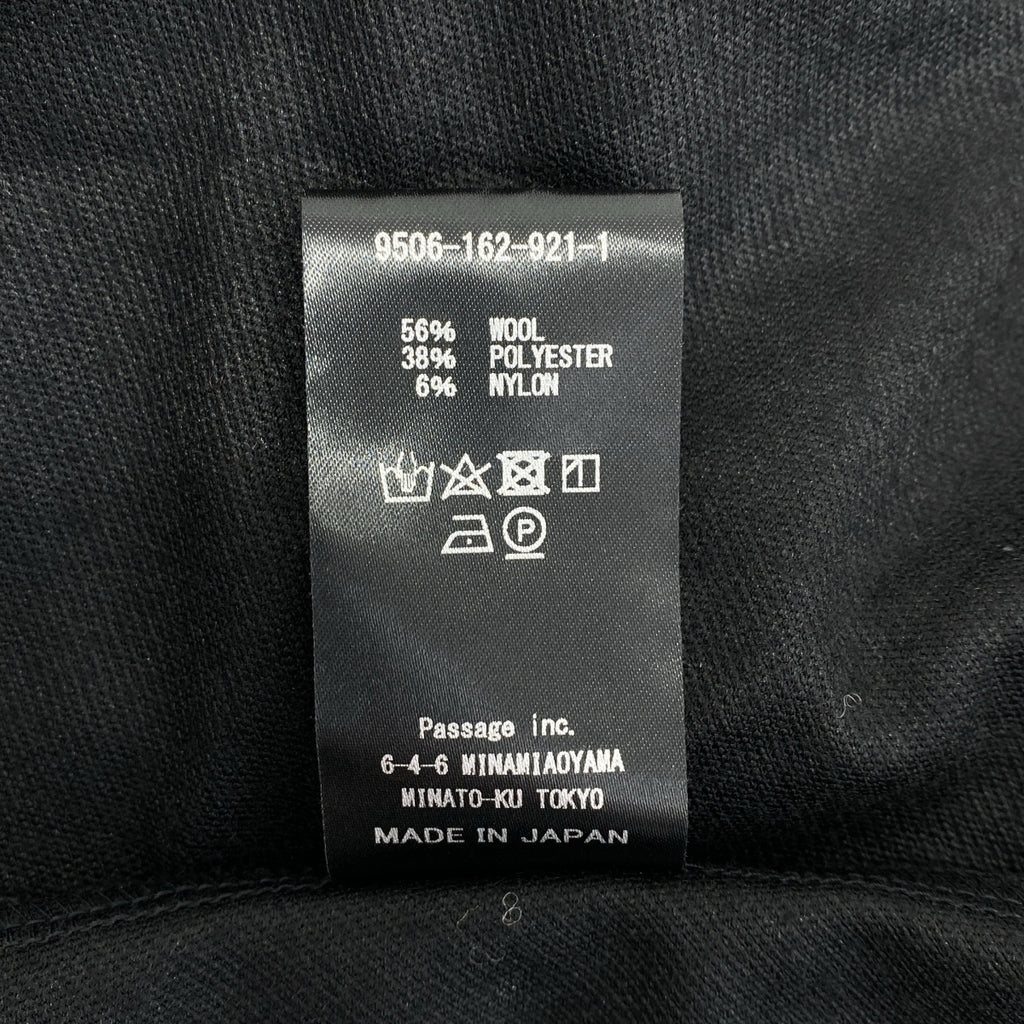 9506-162-921-1
56% WOOL
38% POLYESTER
6% NYLON
P
Passage inc.
6-4-6 MINAMIAOYAMA
MINATO-KU TOKYO
MADE IN JAPAN